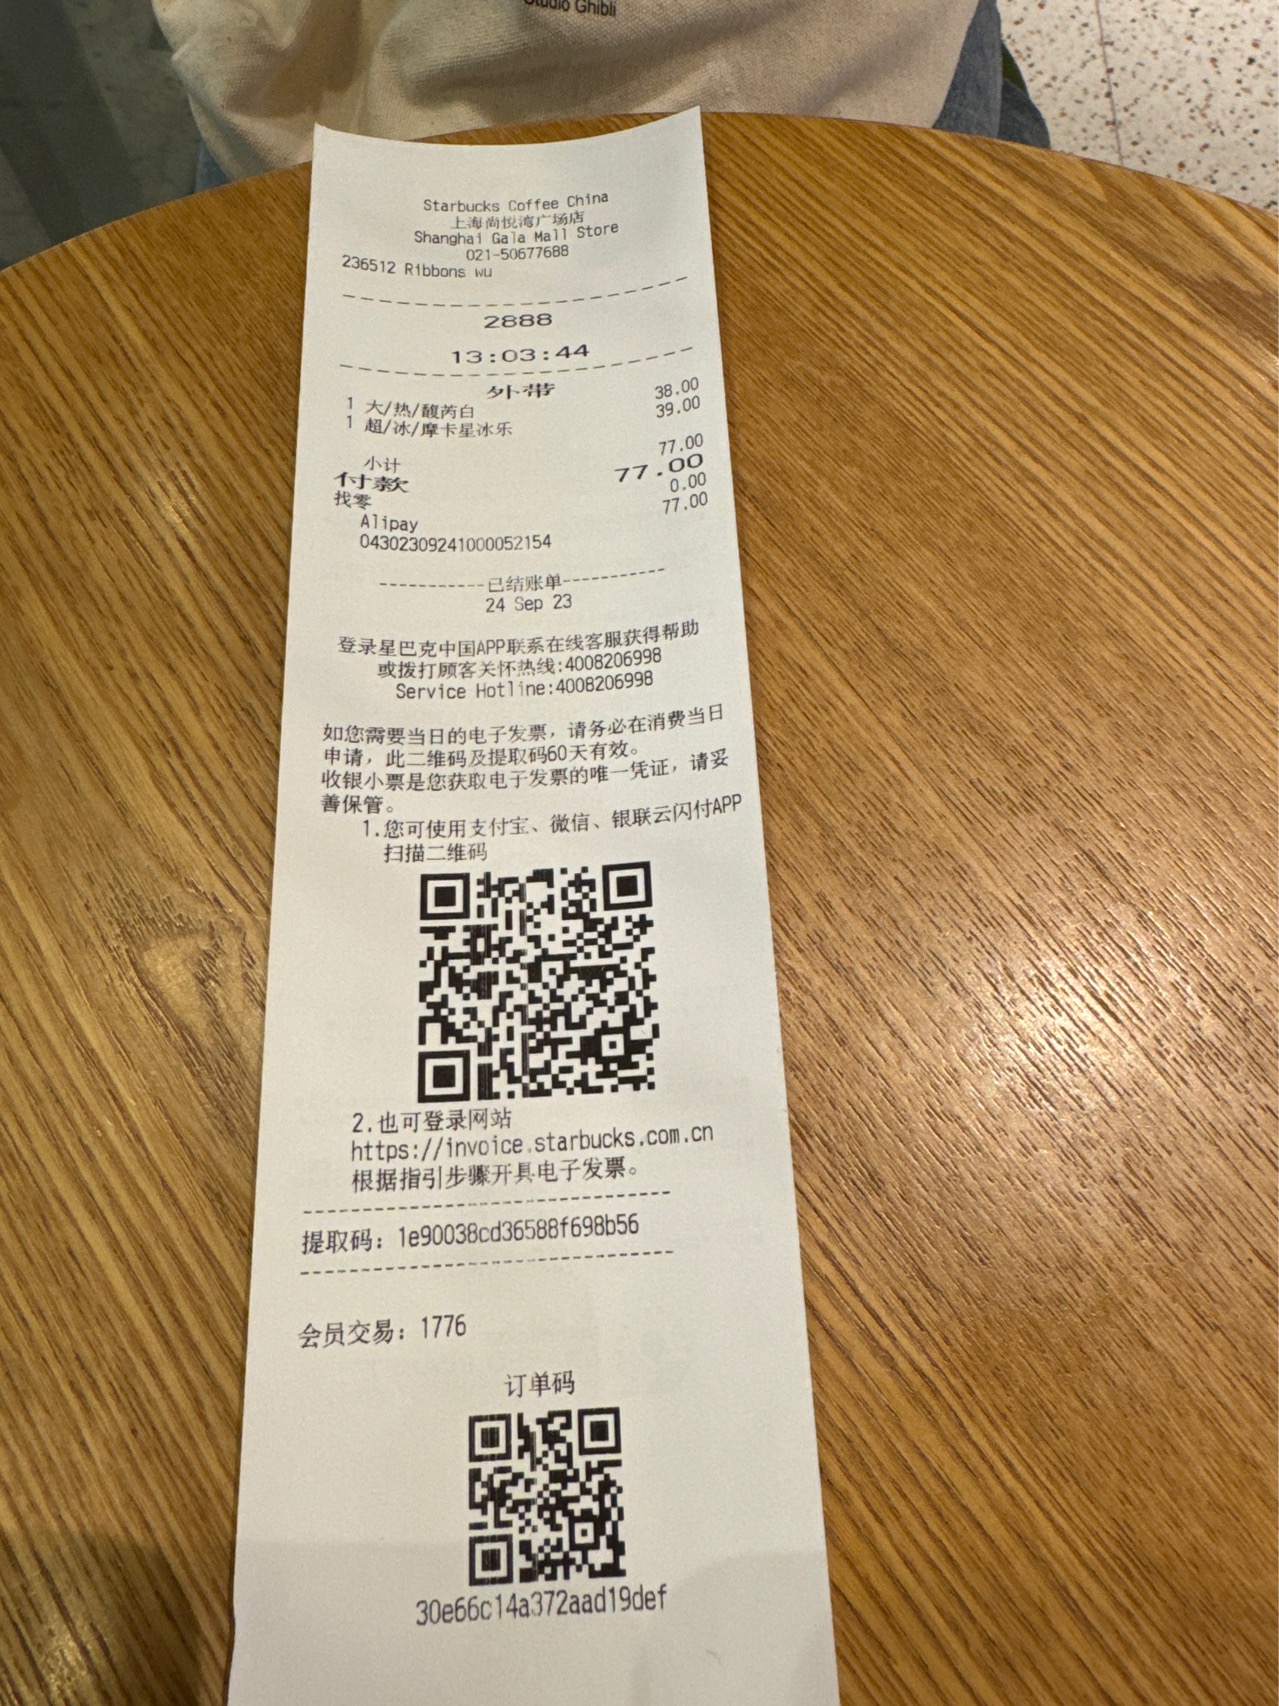 Studio Ghibli
Starbucks Coffee China
上海尚悦湾广场店
Shanghai Gala Mall Store
021-50677688
236512 Ribbons wu
2888
13:03:44
外带
1 大/热/馥芮白 38.00
1 超/冰/摩卡星冰乐 39.00
小计 77.00
付款 77.00
找零 0.00
Alipay 77.00
04302309241000052154
-----------已结账单-----------
24 Sep 23
登录星巴克中国APP联系在线客服获得帮助
或拨打顾客关怀热线:4008206998
Service Hotline:4008206998
如您需要当日的电子发票，请务必在消费当日
申请，此二维码及提取码60天有效。
收银小票是您获取电子发票的唯一凭证，请妥
善保管。
1.您可使用支付宝、微信、银联云闪付APP
扫描二维码
2.也可登录网站
https://invoice.starbucks.com.cn
根据指引步骤开具电子发票。
提取码：1e90038cd36588f698b56
会员交易：1776
订单码
30e66c14a372aad19def